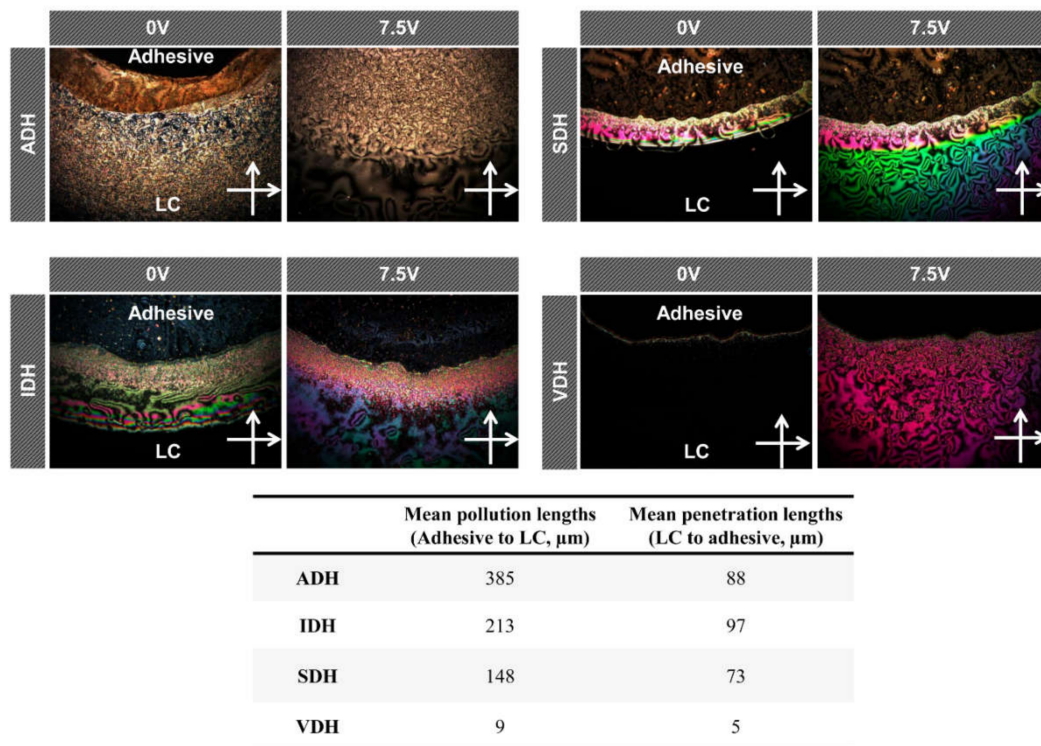 0V 7.5V
ADH
Adhesive
LC
0V 7.5V
SDH
Adhesive
LC
0V 7.5V
IDH
Adhesive
LC
0V 7.5V
VDH
Adhesive
LC
Mean pollution lengths Mean penetration lengths
(Adhesive to LC, μm) (LC to adhesive, μm)
ADH 385 88
IDH 213 97
SDH 148 73
VDH 9 5